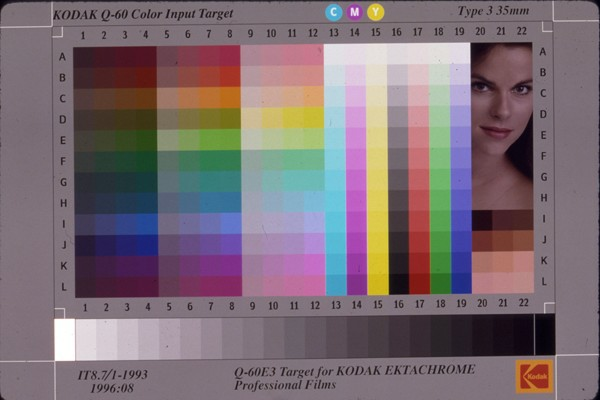 KODAK Q-60 Color Input Target
C M Y
Type 3 35mm
1 2 3 4 5 6 7 8 9 10 11 12 13 14 15 16 17 18 19 20 21 22
A A
B B
C C
D D
E E
F F
G G
H H
I I
J J
K K
L L
1 2 3 4 5 6 7 8 9 10 11 12 13 14 15 16 17 18 19 20 21 22
IT8.7/1-1993
1996:08
Q-60E3 Target for KODAK EKTACHROME
Professional Films
Kodak